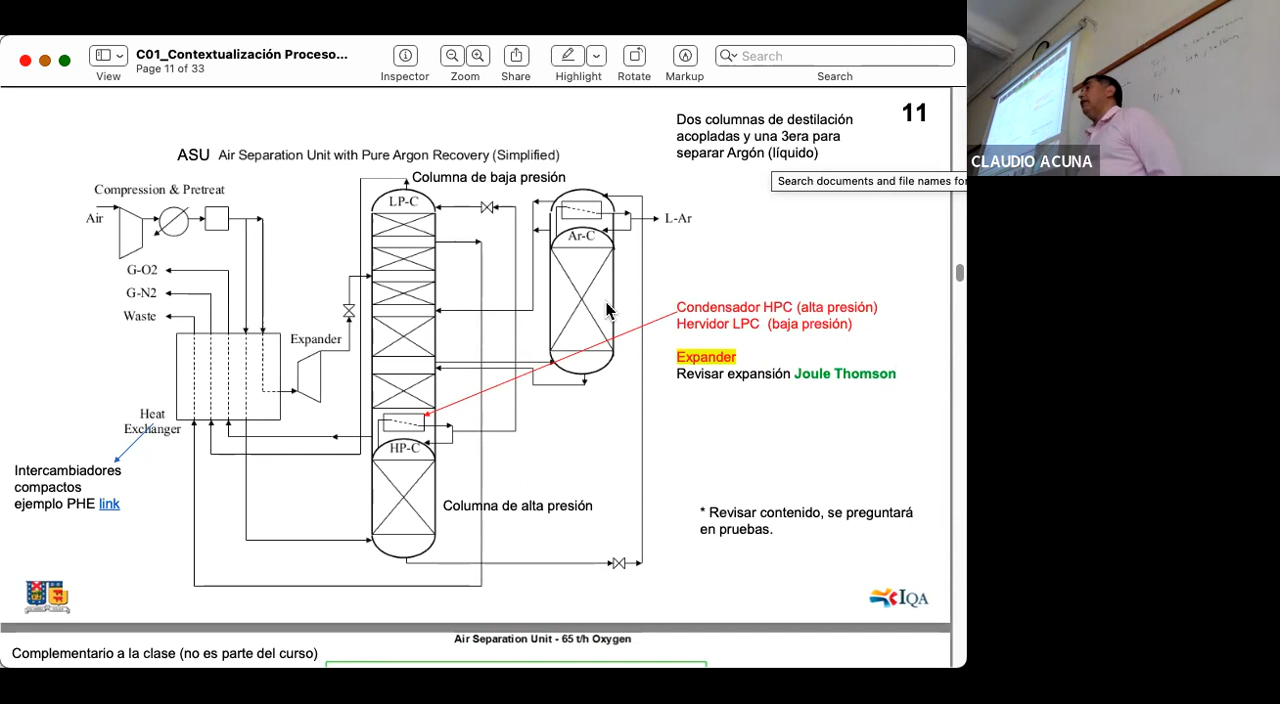 C01_Contextualización Proceso...
Page 11 of 33
View
Inspector
Zoom
Share
Highlight
Rotate
Markup
Search
Search
CLAUDIO ACUNA
11
Dos columnas de destilación
acopladas y una 3era para
separar Argón (líquido)
Search documents and file names for
ASU Air Separation Unit with Pure Argon Recovery (Simplified)
Columna de baja presión
Compression & Pretreat
Air
LP-C
L-Ar
Ar-C
G-O2
G-N2
Waste
Expander
Condensador HPC (alta presión)
Hervidor LPC (baja presión)
Expander
Revisar expansión Joule Thomson
Heat
Exchanger
HP-C
Intercambiadores
compactos
ejemplo PHE link
Columna de alta presión
* Revisar contenido, se preguntará
en pruebas.
IQA
Air Separation Unit - 65 t/h Oxygen
Complementario a la clase (no es parte del curso)